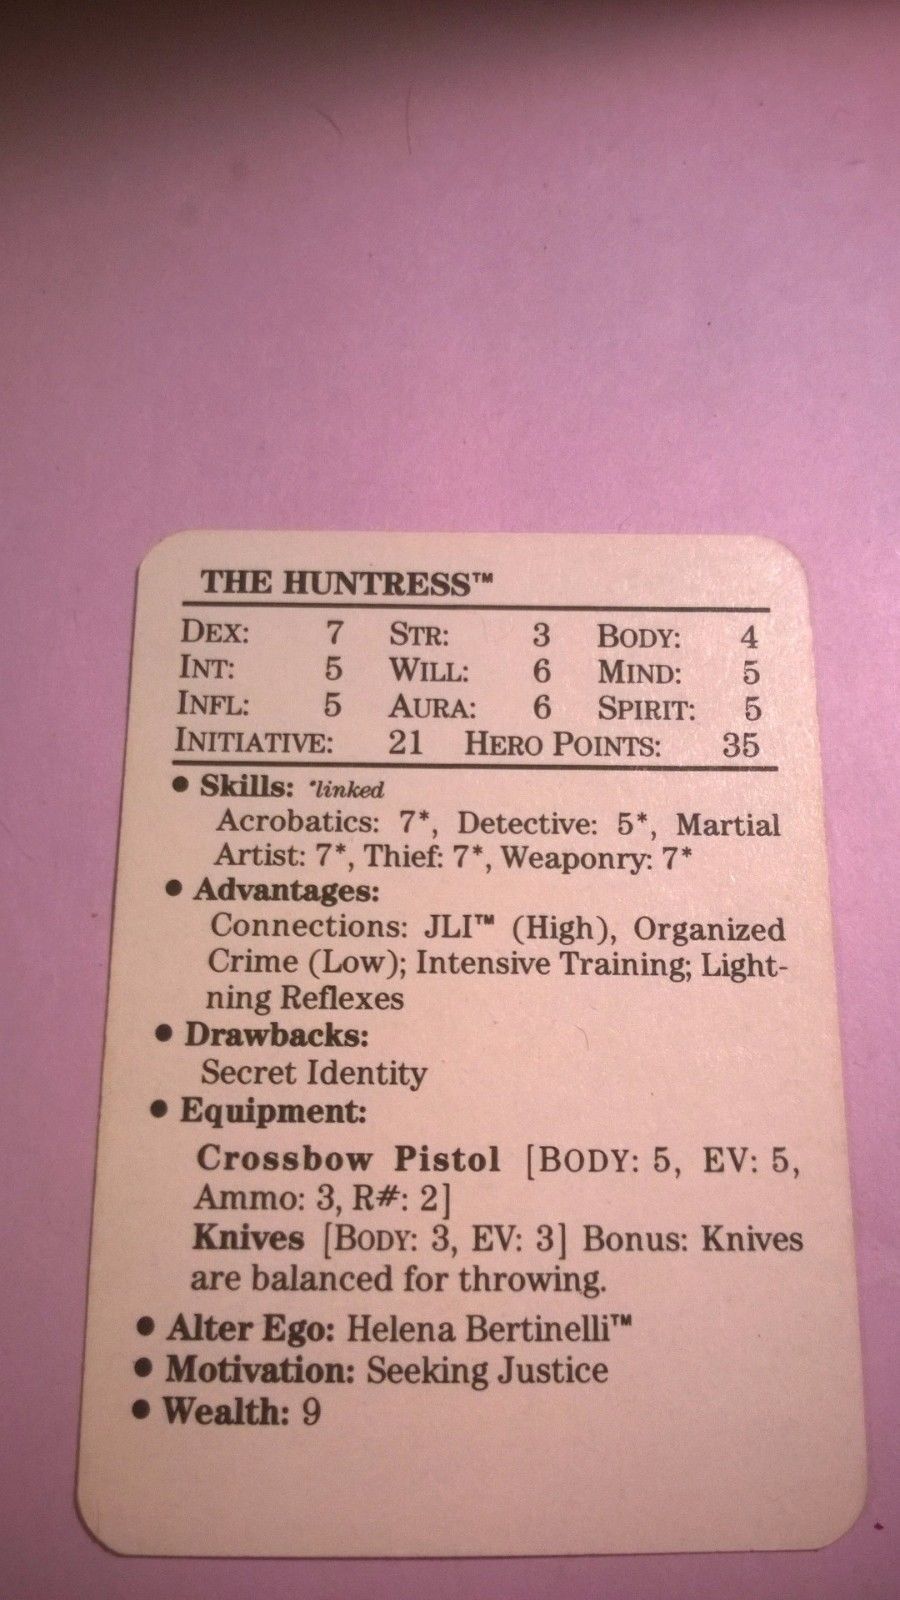 THE HUNTRESS™
DEX: 7 STR: 3 BODY: 4
INT: 5 WILL: 6 MIND: 5
INFL: 5 AURA: 6 SPIRIT: 5
INITIATIVE: 21 HERO POINTS: 35
• Skills: *linked
Acrobatics: 7*, Detective: 5*, Martial
Artist: 7*, Thief: 7*, Weaponry: 7*
• Advantages:
Connections: JLI™ (High), Organized
Crime (Low); Intensive Training; Light-
ning Reflexes
• Drawbacks:
Secret Identity
• Equipment:
Crossbow Pistol [BODY: 5, EV: 5,
Ammo: 3, R#: 2]
Knives [BODY: 3, EV: 3] Bonus: Knives
are balanced for throwing.
• Alter Ego: Helena Bertinelli™
• Motivation: Seeking Justice
• Wealth: 9